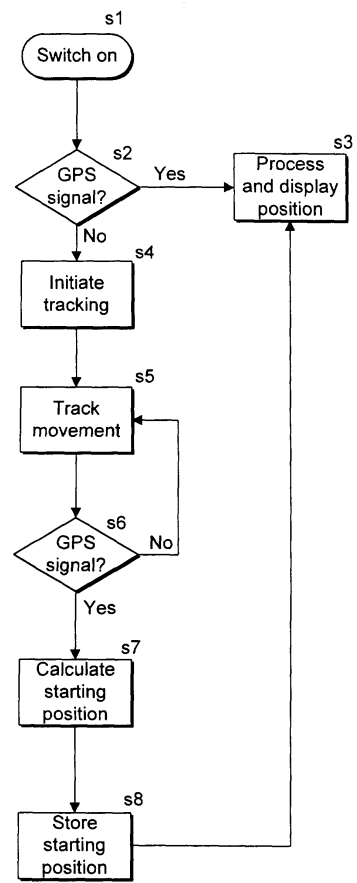 s1
Switch on
s2
GPS
signal?
Yes
No
s3
Process
and display
position
s4
Initiate
tracking
s5
Track
movement
s6
GPS
signal?
No
Yes
s7
Calculate
starting
position
s8
Store
starting
position